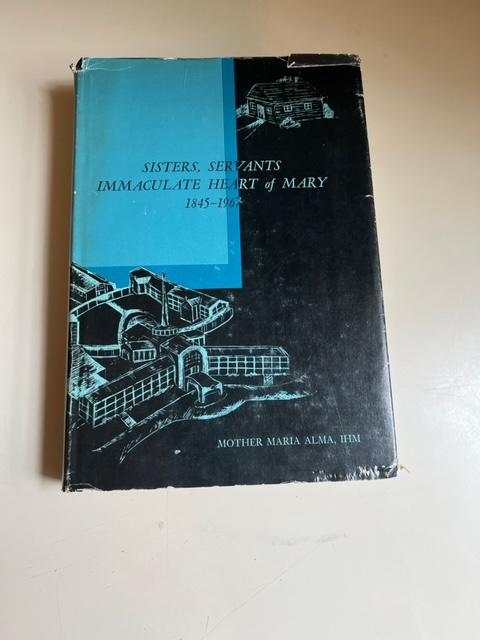 SISTERS, SERVANTS
IMMACULATE HEART of MARY
1845–1967
MOTHER MARIA ALMA, IHM